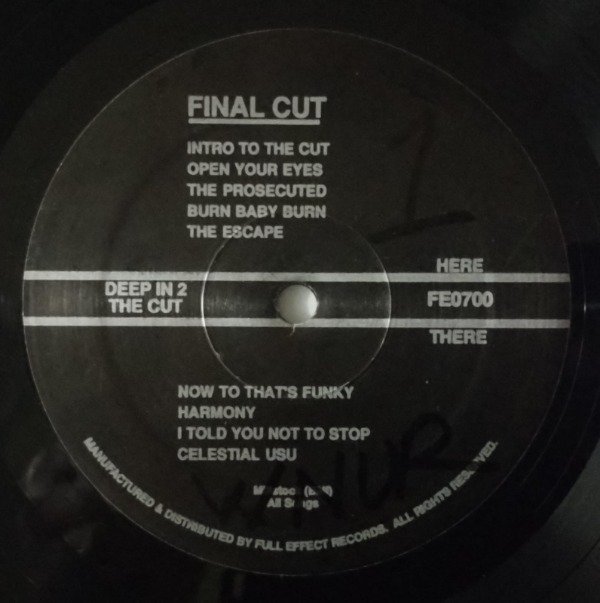 FINAL CUT
INTRO TO THE CUT
OPEN YOUR EYES
THE PROSECUTED
BURN BABY BURN
THE ESCAPE
HERE
DEEP IN 2
THE CUT
FE0700
THERE
NOW TO THAT'S FUNKY
HARMONY
I TOLD YOU NOT TO STOP
CELESTIAL USU
All Songs
MANUFACTURED & DISTRIBUTED BY FULL EFFECT RECORDS. ALL RIGHTS RESERVED.